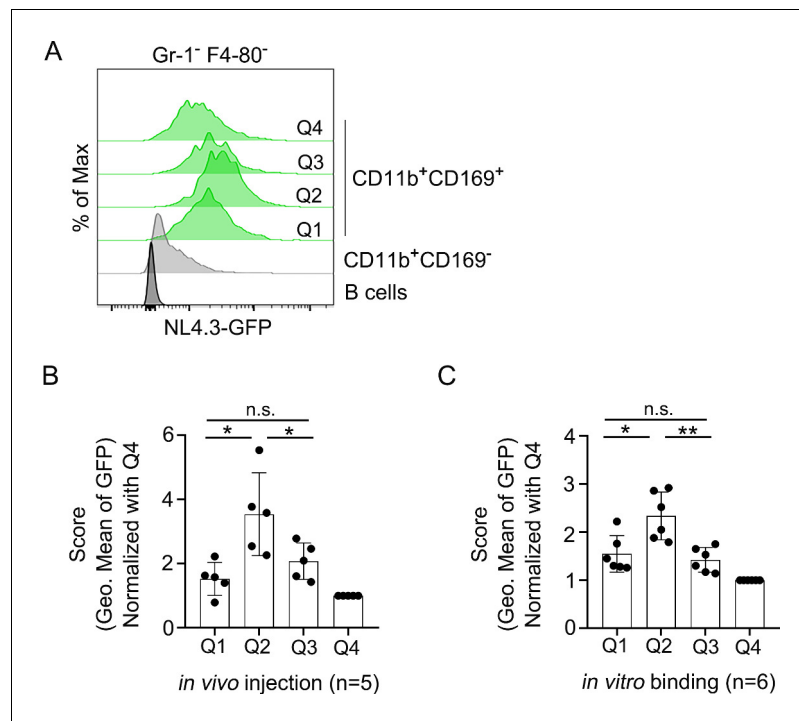 A
Gr-1⁻ F4-80⁻
% of Max
Q4
Q3
Q2
Q1
CD11b⁺CD169⁺
CD11b⁺CD169⁻
B cells
NL4.3-GFP
B
n.s.
*
*
Score
(Geo. Mean of GFP)
Normalized with Q4
6
4
2
0
Q1 Q2 Q3 Q4
in vivo injection (n=5)
C
n.s.
*
**
Score
(Geo. Mean of GFP)
Normalized with Q4
4
3
2
1
0
Q1 Q2 Q3 Q4
in vitro binding (n=6)